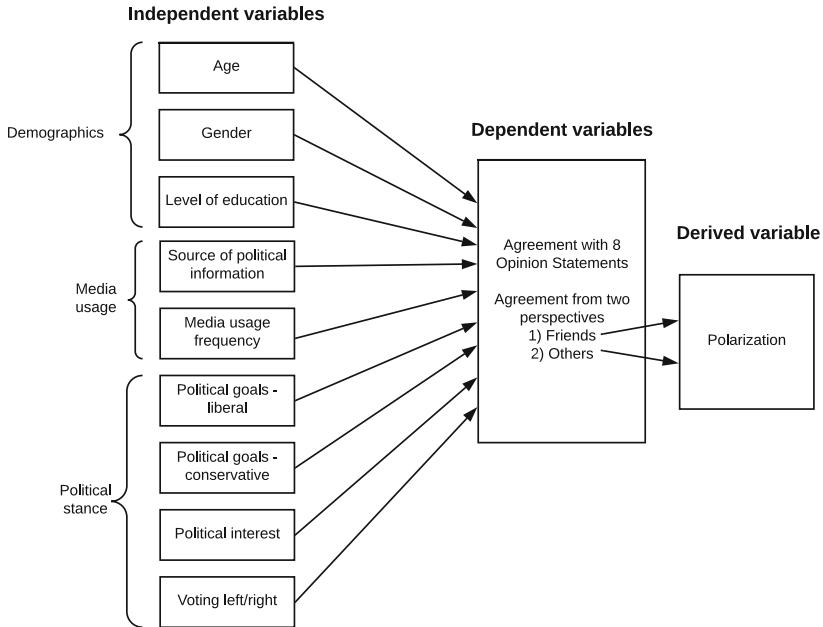 Independent variables
Demographics
Age
Gender
Level of education
Media
usage
Source of political
information
Media usage
frequency
Political
stance
Political goals -
liberal
Political goals -
conservative
Political interest
Voting left/right
Dependent variables
Agreement with 8
Opinion Statements
Agreement from two
perspectives
1) Friends
2) Others
Derived variable
Polarization